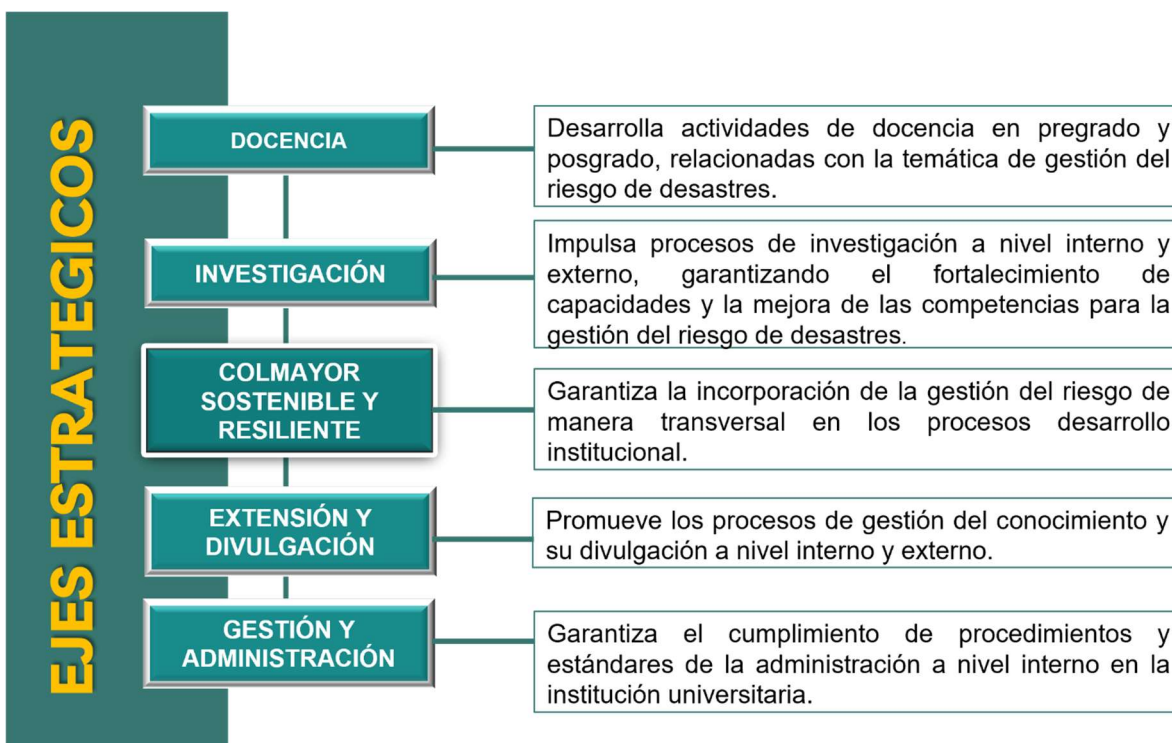 EJES ESTRATEGICOS
DOCENCIA
Desarrolla actividades de docencia en pregrado y
posgrado, relacionadas con la temática de gestión del
riesgo de desastres.
INVESTIGACIÓN
Impulsa procesos de investigación a nivel interno y
externo, garantizando el fortalecimiento de
capacidades y la mejora de las competencias para la
gestión del riesgo de desastres.
COLMAYOR
SOSTENIBLE Y
RESILIENTE
Garantiza la incorporación de la gestión del riesgo de
manera transversal en los procesos desarrollo
institucional.
EXTENSIÓN Y
DIVULGACIÓN
Promueve los procesos de gestión del conocimiento y
su divulgación a nivel interno y externo.
GESTIÓN Y
ADMINISTRACIÓN
Garantiza el cumplimiento de procedimientos y
estándares de la administración a nivel interno en la
institución universitaria.